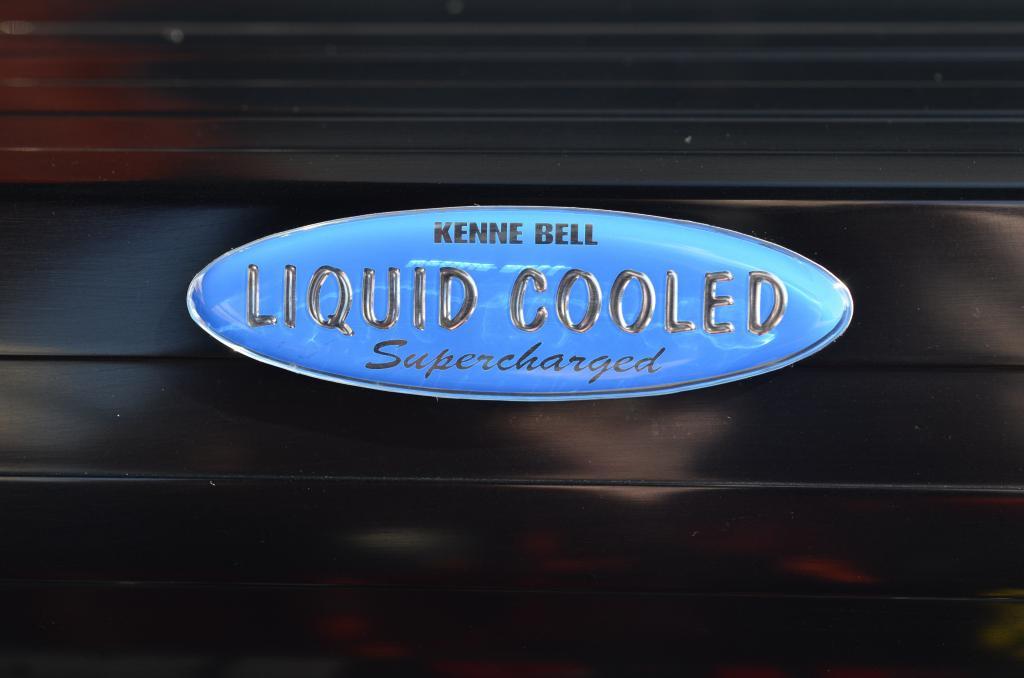 KENNE BELL
LIQUID COOLED
Supercharged